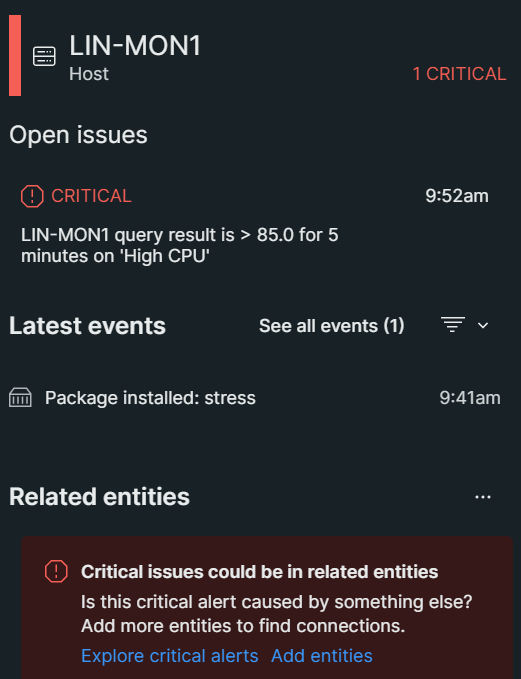 LIN-MON1
Host
1 CRITICAL
Open issues
CRITICAL
9:52am
LIN-MON1 query result is > 85.0 for 5
minutes on 'High CPU'
Latest events
See all events (1)
Package installed: stress
9:41am
Related entities
Critical issues could be in related entities
Is this critical alert caused by something else?
Add more entities to find connections.
Explore critical alerts
Add entities